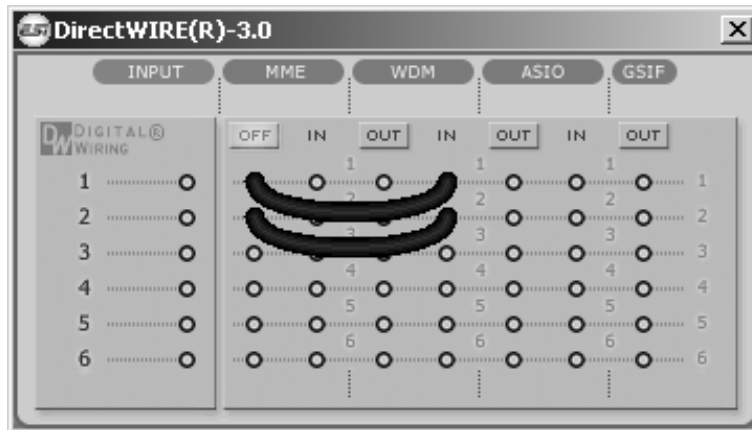 ESI DirectWIRE(R)-3.0 X
INPUT MME WDM ASIO GSIF
DW DIGITAL®
WIRING
OFF IN OUT IN OUT IN OUT
1 1 1
1 1
2 2 2
2 2
3 3 3
3 3
4 4 4
4 4
5 5 5
5 5
6 6 6
6 6